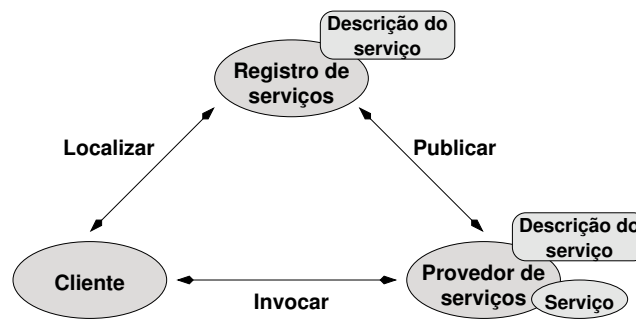 Descrição do
serviço
Registro de
serviços
Localizar
Publicar
Descrição do
serviço
Cliente
Provedor de
serviços
Invocar
Serviço